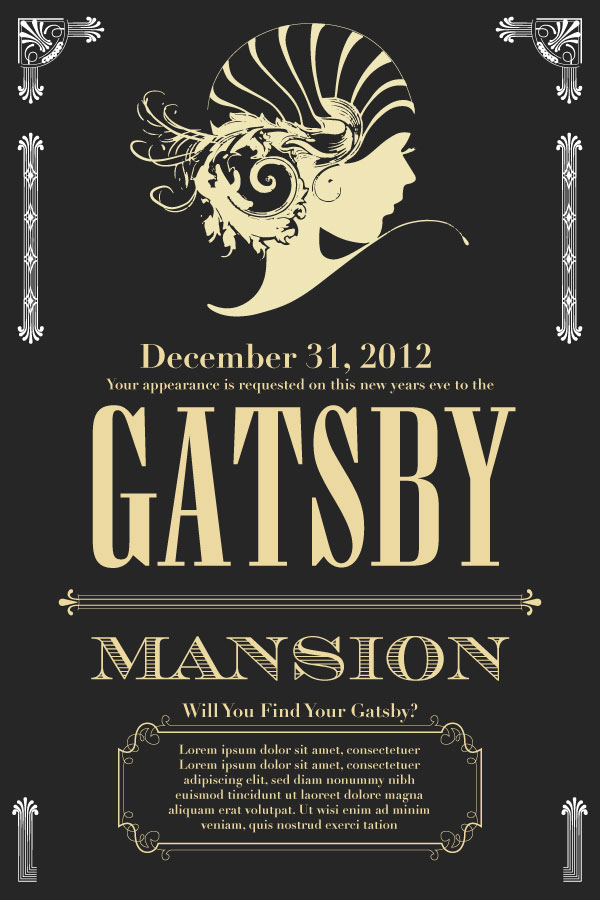 December 31, 2012
Your appearance is requested on this new years eve to the
GATSBY
MANSION
Will You Find Your Gatsby?
Lorem ipsum dolor sit amet, consectetuer
Lorem ipsum dolor sit amet, consectetuer
adipiscing elit, sed diam nonummy nibh
euismod tincidunt ut laoreet dolore magna
aliquam erat volutpat. Ut wisi enim ad minim
veniam, quis nostrud exerci tation